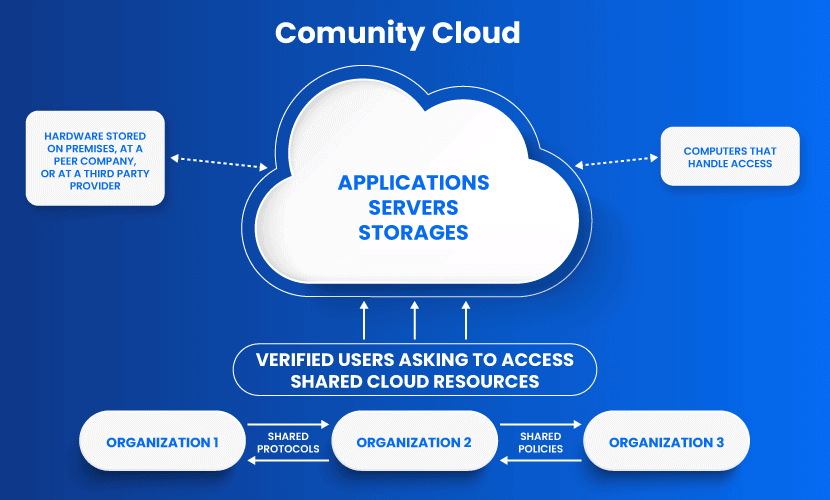 Comunity Cloud
HARDWARE STORED
ON PREMISES, AT A
PEER COMPANY,
OR AT A THIRD PARTY
PROVIDER
COMPUTERS THAT
HANDLE ACCESS
APPLICATIONS
SERVERS
STORAGES
VERIFIED USERS ASKING TO ACCESS
SHARED CLOUD RESOURCES
ORGANIZATION 1
SHARED
PROTOCOLS
ORGANIZATION 2
SHARED
POLICIES
ORGANIZATION 3